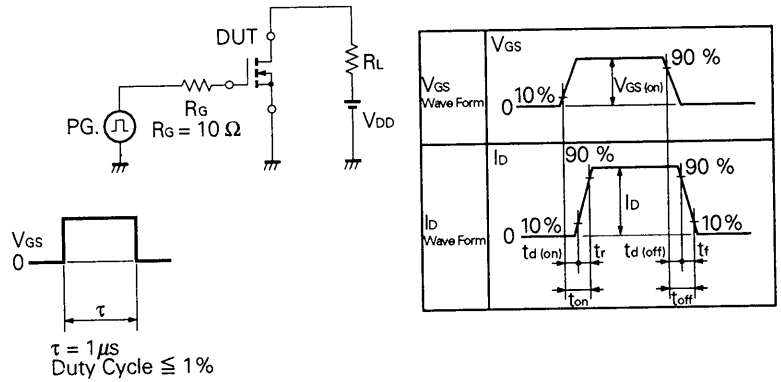 DUT
RL
RG
PG.
RG = 10 Ω
VDD
VGS
0
τ
τ = 1μs
Duty Cycle ≦ 1%
VGS
Wave Form
VGS
90 %
VGS (on)
10%
0
ID
Wave Form
ID
90 %
90 %
ID
10%
10%
0
td (on)
tr
td (off)
tf
ton
toff